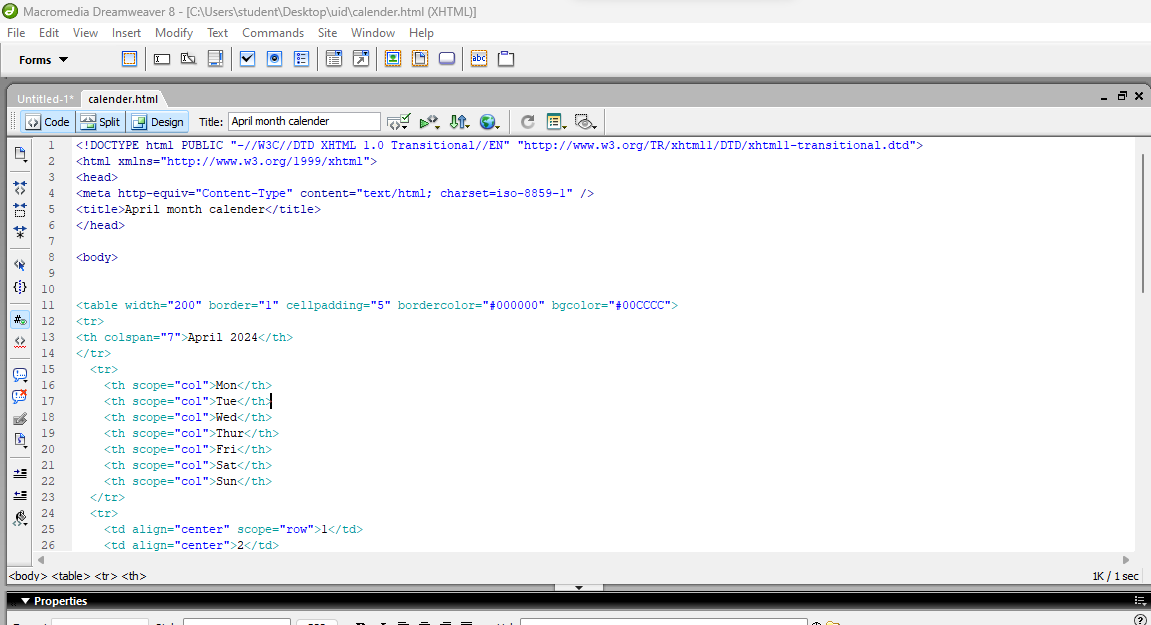 Macromedia Dreamweaver 8 - [C:\Users\student\Desktop\uid\calender.html (XHTML)]
File Edit View Insert Modify Text Commands Site Window Help
Forms
abc
Untitled-1* calender.html
Code Split Design Title: April month calender
1 <!DOCTYPE html PUBLIC "-//W3C//DTD XHTML 1.0 Transitional//EN" "http://www.w3.org/TR/xhtml1/DTD/xhtml1-transitional.dtd">
2 <html xmlns="http://www.w3.org/1999/xhtml">
3 <head>
4 <meta http-equiv="Content-Type" content="text/html; charset=iso-8859-1" />
5 <title>April month calender</title>
6 </head>
7
8 <body>
9
10
11 <table width="200" border="1" cellpadding="5" bordercolor="#000000" bgcolor="#00CCCC">
12 <tr>
13 <th colspan="7">April 2024</th>
14 </tr>
15 <tr>
16 <th scope="col">Mon</th>
17 <th scope="col">Tue</th>
18 <th scope="col">Wed</th>
19 <th scope="col">Thur</th>
20 <th scope="col">Fri</th>
21 <th scope="col">Sat</th>
22 <th scope="col">Sun</th>
23 </tr>
24 <tr>
25 <td align="center" scope="row">1</td>
26 <td align="center">2</td>
<body> <table> <tr> <th> 1K / 1 sec
Properties